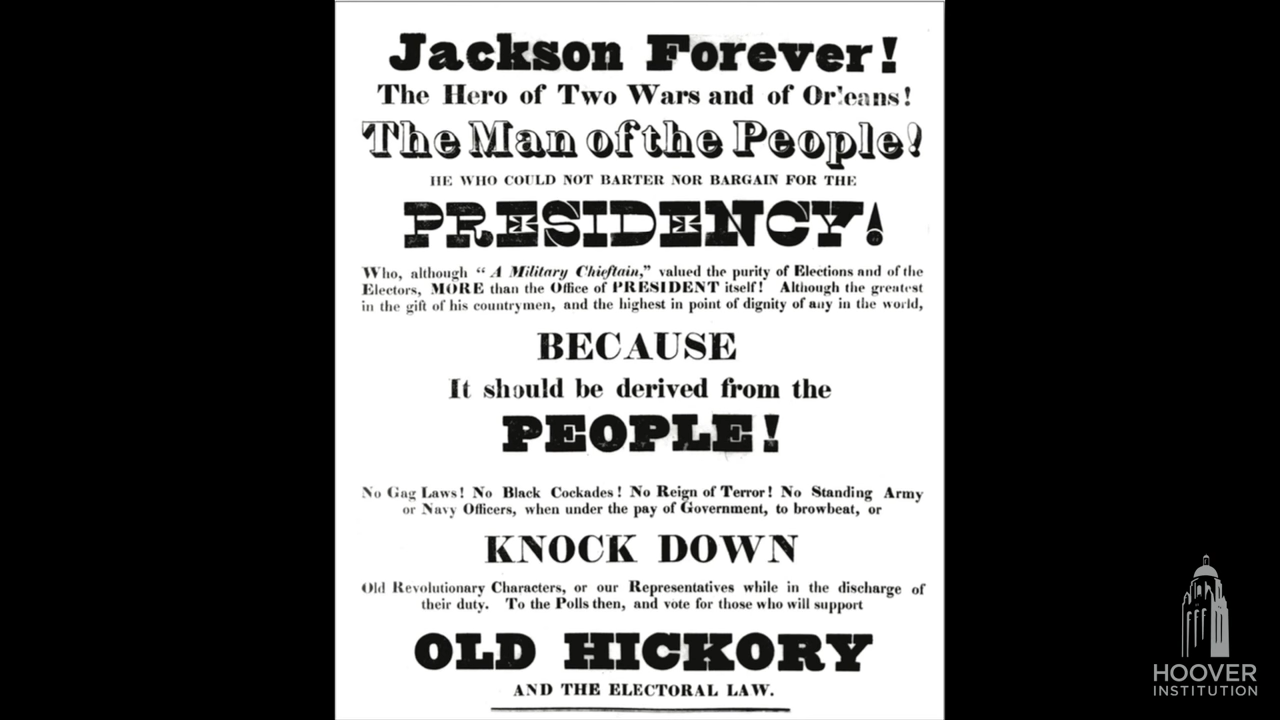 Jackson Forever!
The Hero of Two Wars and of Orleans!
The Man of the People!
HE WHO COULD NOT BARTER NOR BARGAIN FOR THE
PRESIDENCY!
Who, although “ A Military Chieftain,” valued the purity of Elections and of the
Electors, MORE than the Office of PRESIDENT itself! Although the greatest
in the gift of his countrymen, and the highest in point of dignity of any in the world,
BECAUSE
It should be derived from the
PEOPLE!
No Gag Laws! No Black Cockades! No Reign of Terror! No Standing Army
or Navy Officers, when under the pay of Government, to browbeat, or
KNOCK DOWN
Old Revolutionary Characters, or our Representatives while in the discharge of
their duty. To the Polls then, and vote for those who will support
OLD HICKORY
AND THE ELECTORAL LAW.
HOOVER
INSTITUTION